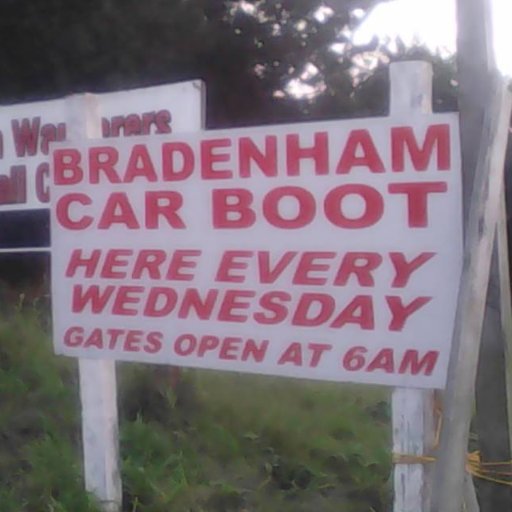 BRADENHAM
CAR BOOT
HERE EVERY
WEDNESDAY
GATES OPEN AT 6AM